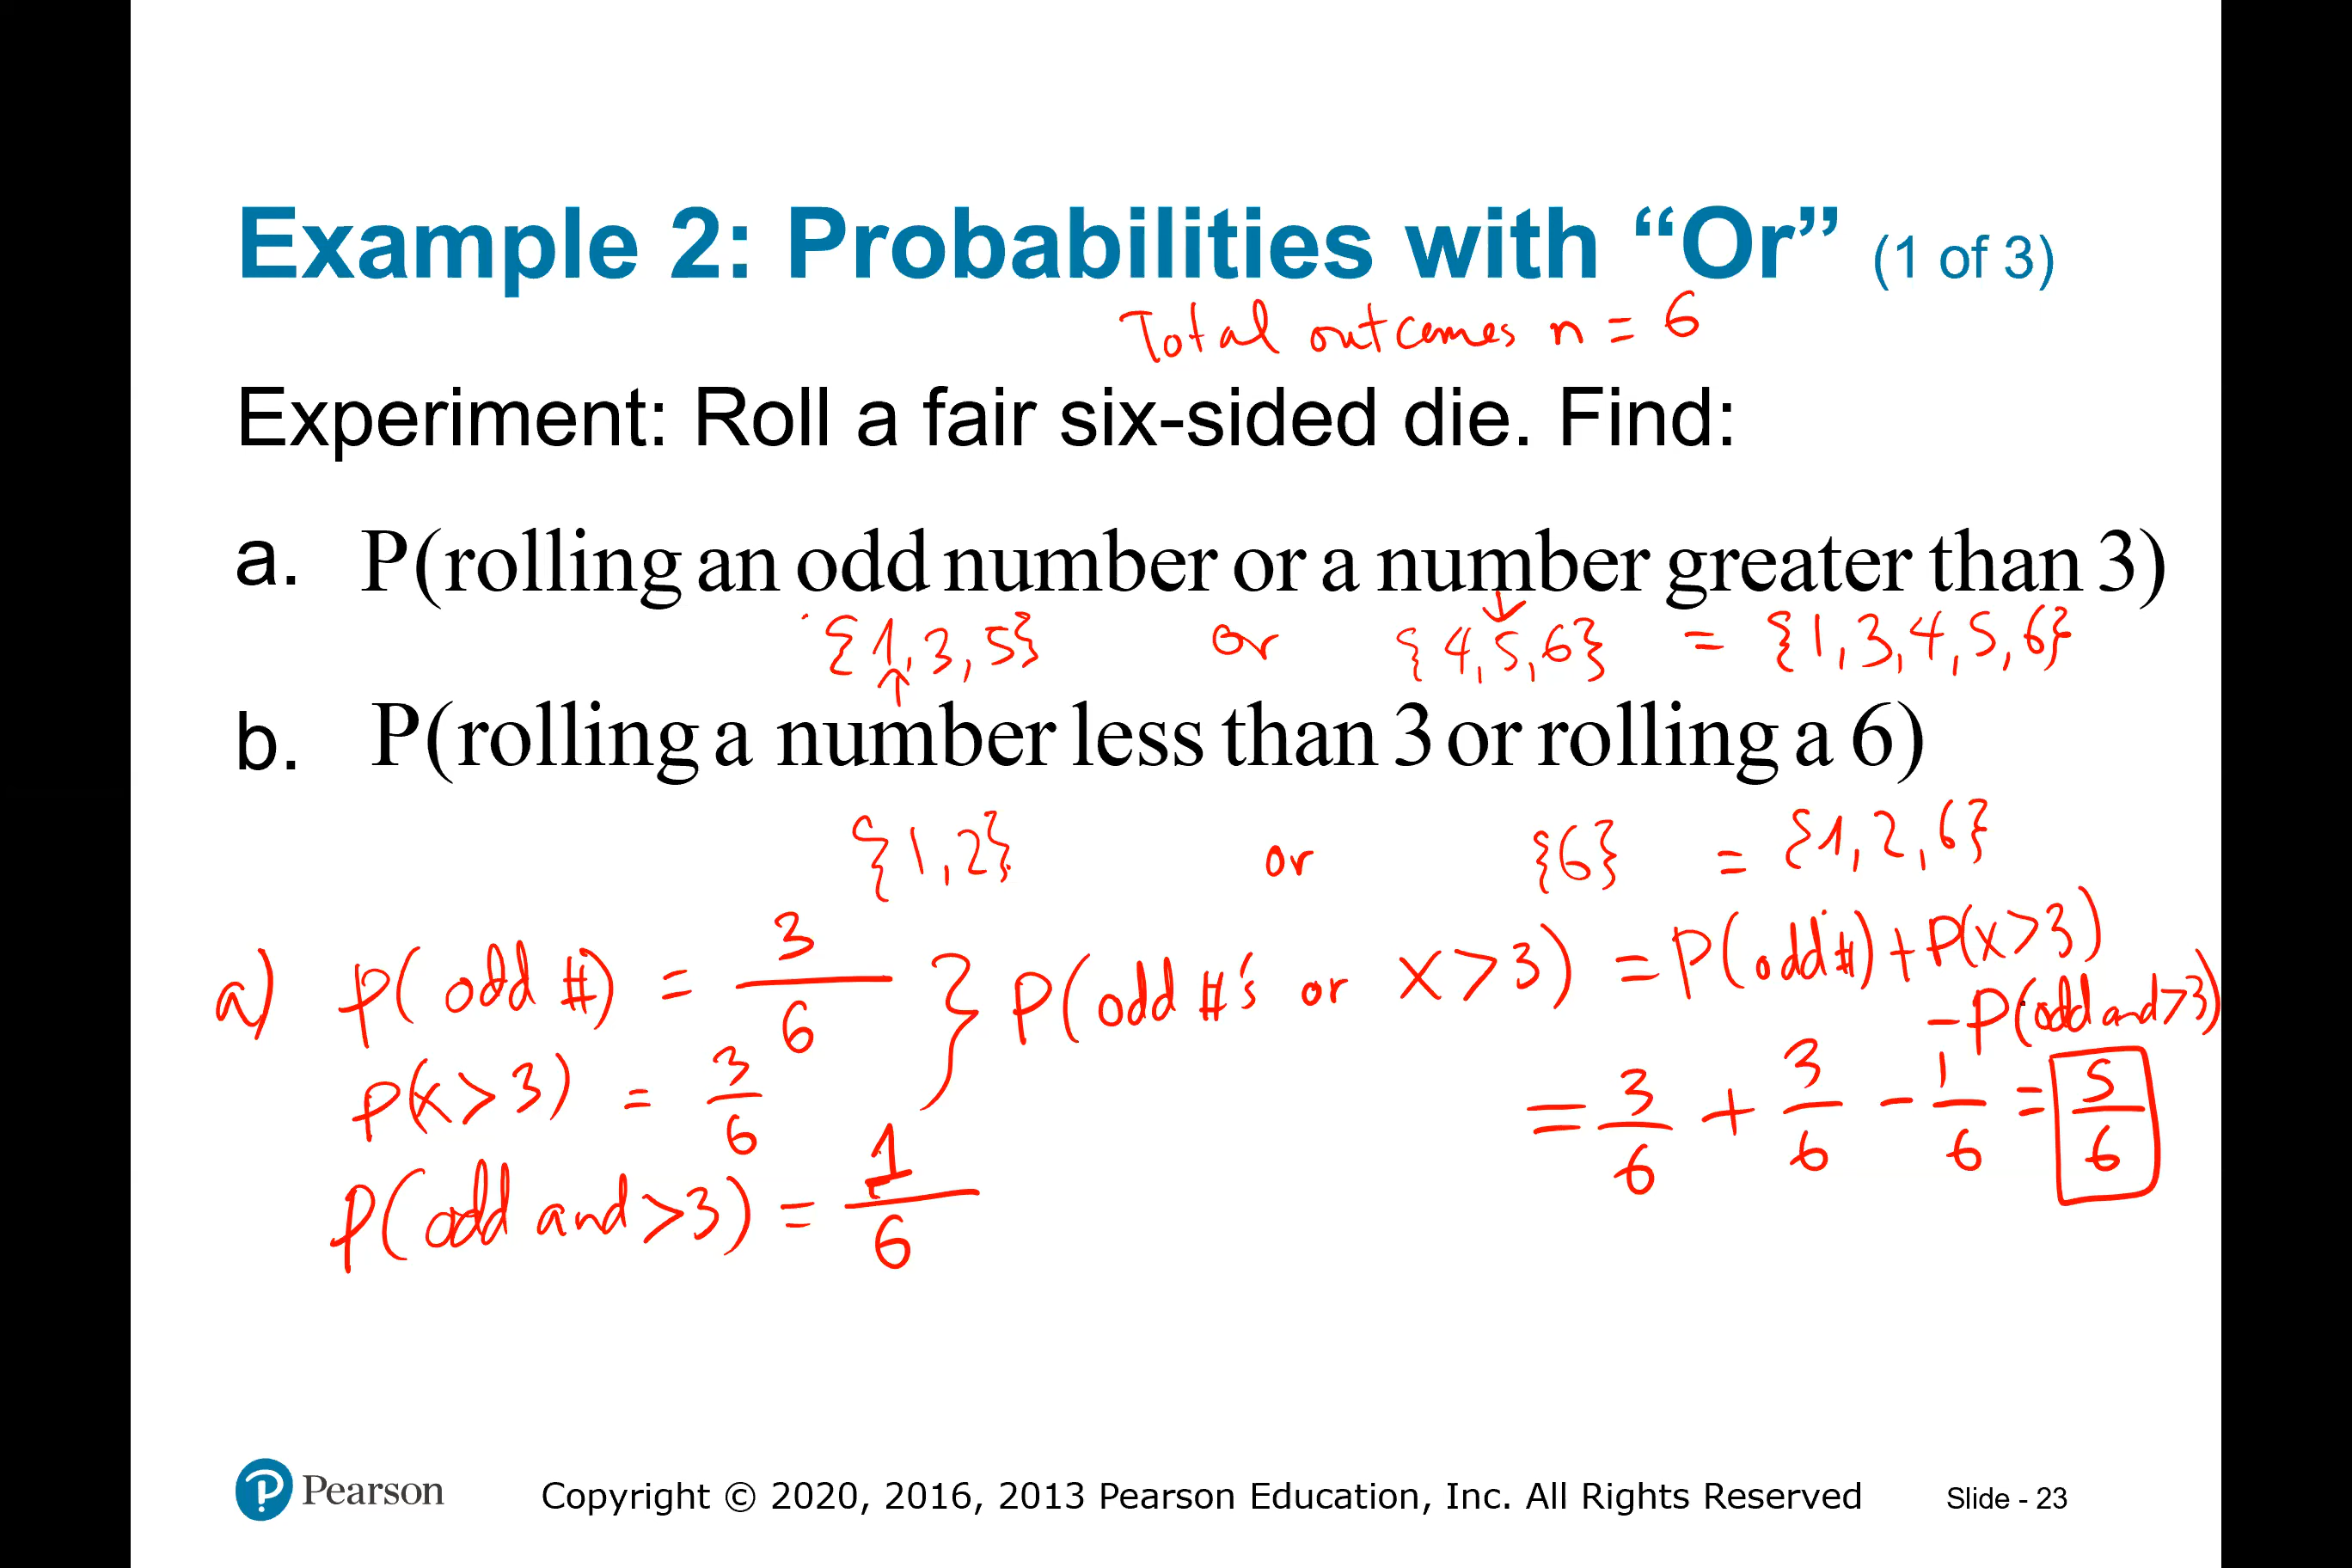 Example 2: Probabilities with “Or” (1 of 3)
Total outcomes n = 6
Experiment: Roll a fair six-sided die. Find:
a. P(rolling an odd number or a number greater than 3)
{1, 3, 5} or {4, 5, 6} = {1, 3, 4, 5, 6}
b. P(rolling a number less than 3 or rolling a 6)
{1, 2} or {6} = {1, 2, 6}
a) P(odd #) = 3/6 } P(odd #'s or x > 3) = P(odd #) + P(x > 3)
- P(odd and > 3)
P(x > 3) = 3/6
= 3/6 + 3/6 - 1/6 = 5/6
P(odd and > 3) = 1/6
Pearson
Copyright © 2020, 2016, 2013 Pearson Education, Inc. All Rights Reserved
Slide - 23